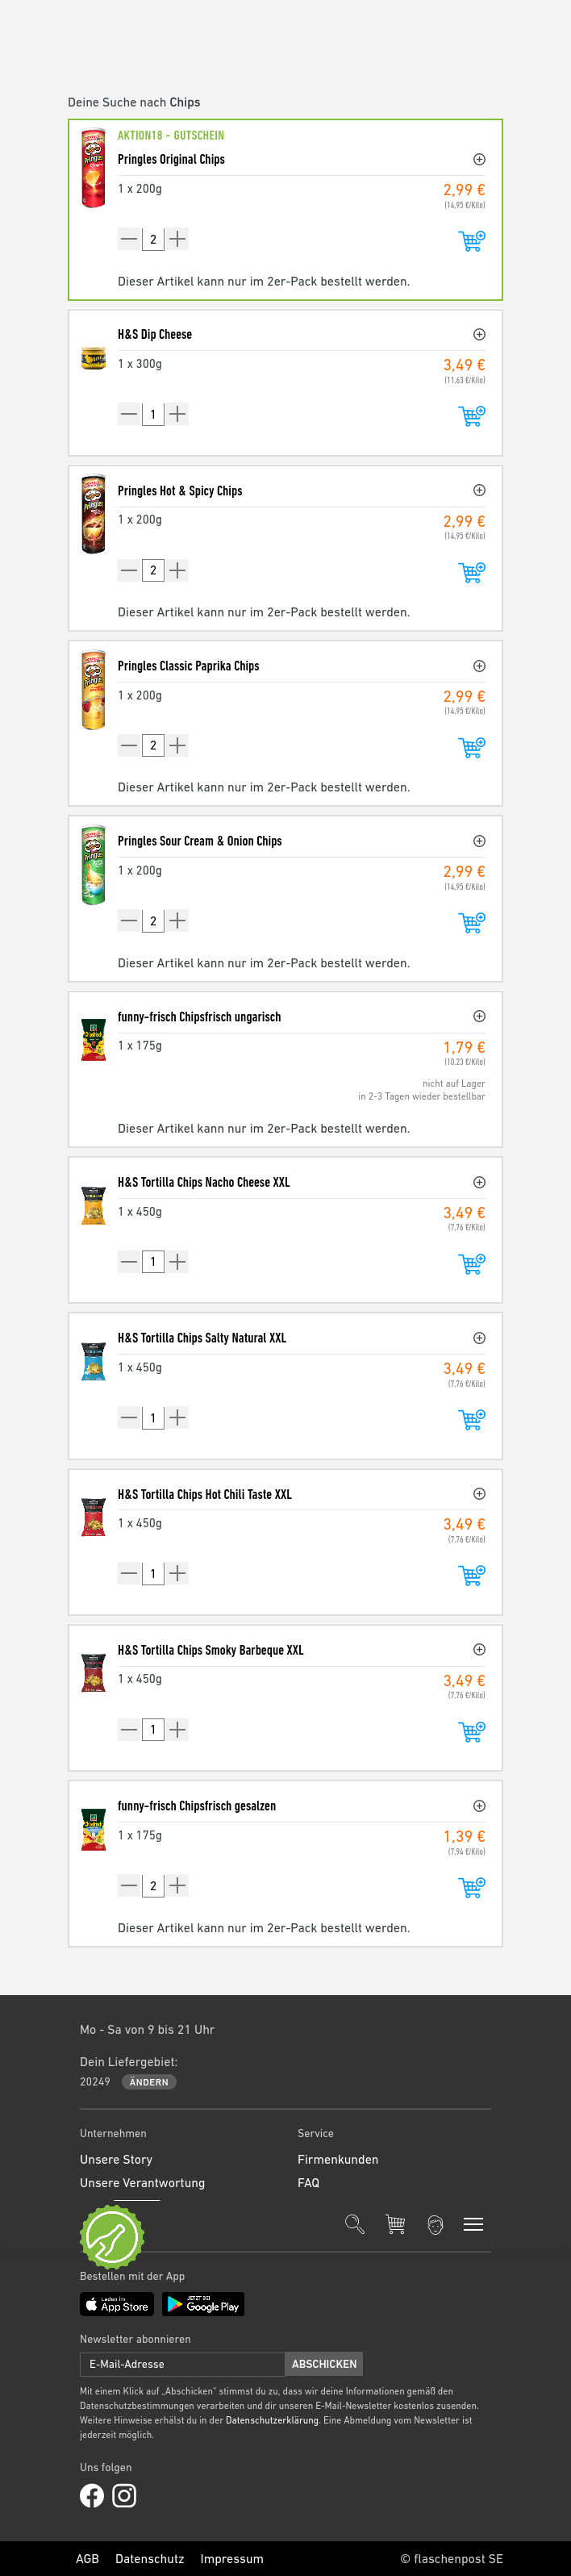 Deine Suche nach Chips
AKTION18 - GUTSCHEIN
Pringles Original Chips
1 x 200g
2,99 €
(14,95 €/Kilo)
2
Dieser Artikel kann nur im 2er-Pack bestellt werden.
H&S Dip Cheese
1 x 300g
3,49 €
(11,63 €/Kilo)
1
Pringles Hot & Spicy Chips
1 x 200g
2,99 €
(14,95 €/Kilo)
2
Dieser Artikel kann nur im 2er-Pack bestellt werden.
Pringles Classic Paprika Chips
1 x 200g
2,99 €
(14,95 €/Kilo)
2
Dieser Artikel kann nur im 2er-Pack bestellt werden.
Pringles Sour Cream & Onion Chips
1 x 200g
2,99 €
(14,95 €/Kilo)
2
Dieser Artikel kann nur im 2er-Pack bestellt werden.
funny-frisch Chipsfrisch ungarisch
1 x 175g
1,79 €
(10,23 €/Kilo)
nicht auf Lager
in 2-3 Tagen wieder bestellbar
Dieser Artikel kann nur im 2er-Pack bestellt werden.
H&S Tortilla Chips Nacho Cheese XXL
1 x 450g
3,49 €
(7,76 €/Kilo)
1
H&S Tortilla Chips Salty Natural XXL
1 x 450g
3,49 €
(7,76 €/Kilo)
1
H&S Tortilla Chips Hot Chili Taste XXL
1 x 450g
3,49 €
(7,76 €/Kilo)
1
H&S Tortilla Chips Smoky Barbeque XXL
1 x 450g
3,49 €
(7,76 €/Kilo)
1
funny-frisch Chipsfrisch gesalzen
1 x 175g
1,39 €
(7,94 €/Kilo)
2
Dieser Artikel kann nur im 2er-Pack bestellt werden.
Mo - Sa von 9 bis 21 Uhr
Dein Liefergebiet:
20249 ÄNDERN
Unternehmen
Service
Unsere Story
Firmenkunden
Unsere Verantwortung
FAQ
Bestellen mit der App
Laden im
App Store
JETZT BEI
Google Play
Newsletter abonnieren
E-Mail-Adresse
ABSCHICKEN
Mit einem Klick auf „Abschicken“ stimmst du zu, dass wir deine Informationen gemäß den
Datenschutzbestimmungen verarbeiten und dir unseren E-Mail-Newsletter kostenlos zusenden.
Weitere Hinweise erhälst du in der Datenschutzerklärung. Eine Abmeldung vom Newsletter ist
jederzeit möglich.
Uns folgen
AGB Datenschutz Impressum
© flaschenpost SE